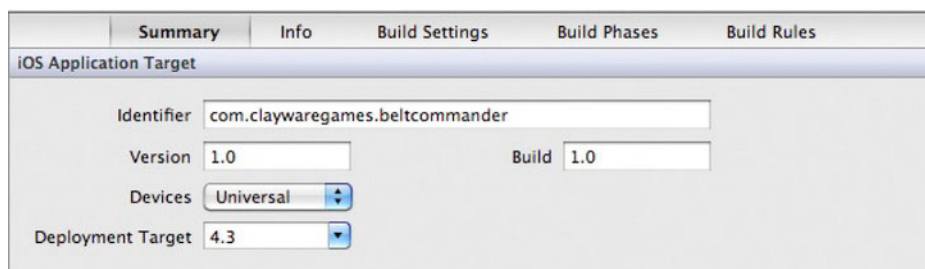 Summary Info Build Settings Build Phases Build Rules
iOS Application Target
Identifier com.claywaregames.beltcommander
Version 1.0 Build 1.0
Devices Universal
Deployment Target 4.3